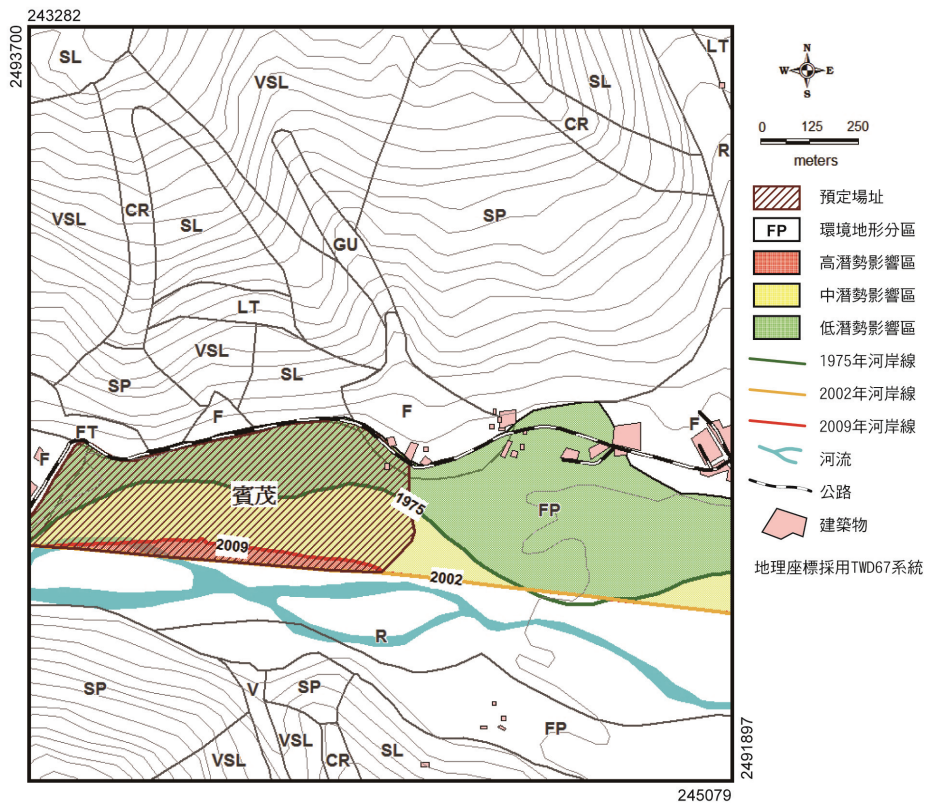 243282
2493700
SL
VSL
SL
LT
CR
R
VSL
CR
SL
SP
GU
LT
VSL
SL
SP
F
F
F
FT
F
賓茂
1975
FP
2009
2002
R
SP
V
SP
FP
VSL
VSL
CR
SL
2491897
245079
N
W
E
S
0 125 250
meters
預定場址
FP 環境地形分區
高潛勢影響區
中潛勢影響區
低潛勢影響區
1975年河岸線
2002年河岸線
2009年河岸線
河流
公路
建築物
地理座標採用TWD67系統